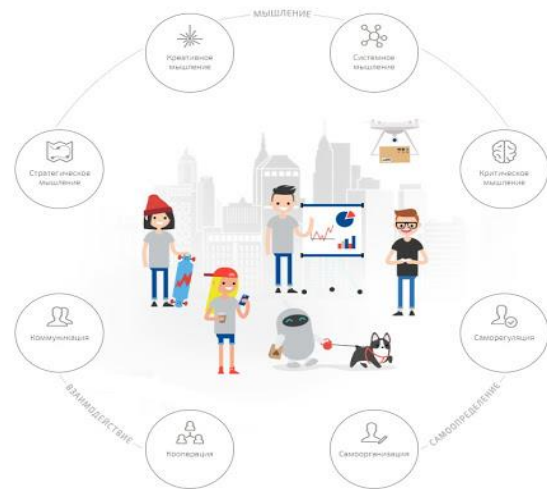 МЫШЛЕНИЕ
Креативное
мышление
Системное
мышление
Стратегическое
мышление
Критическое
мышление
Коммуникация
Саморегуляция
ВЗАИМОДЕЙСТВИЕ
САМООПРЕДЕЛЕНИЕ
Кооперация
Самоорганизация